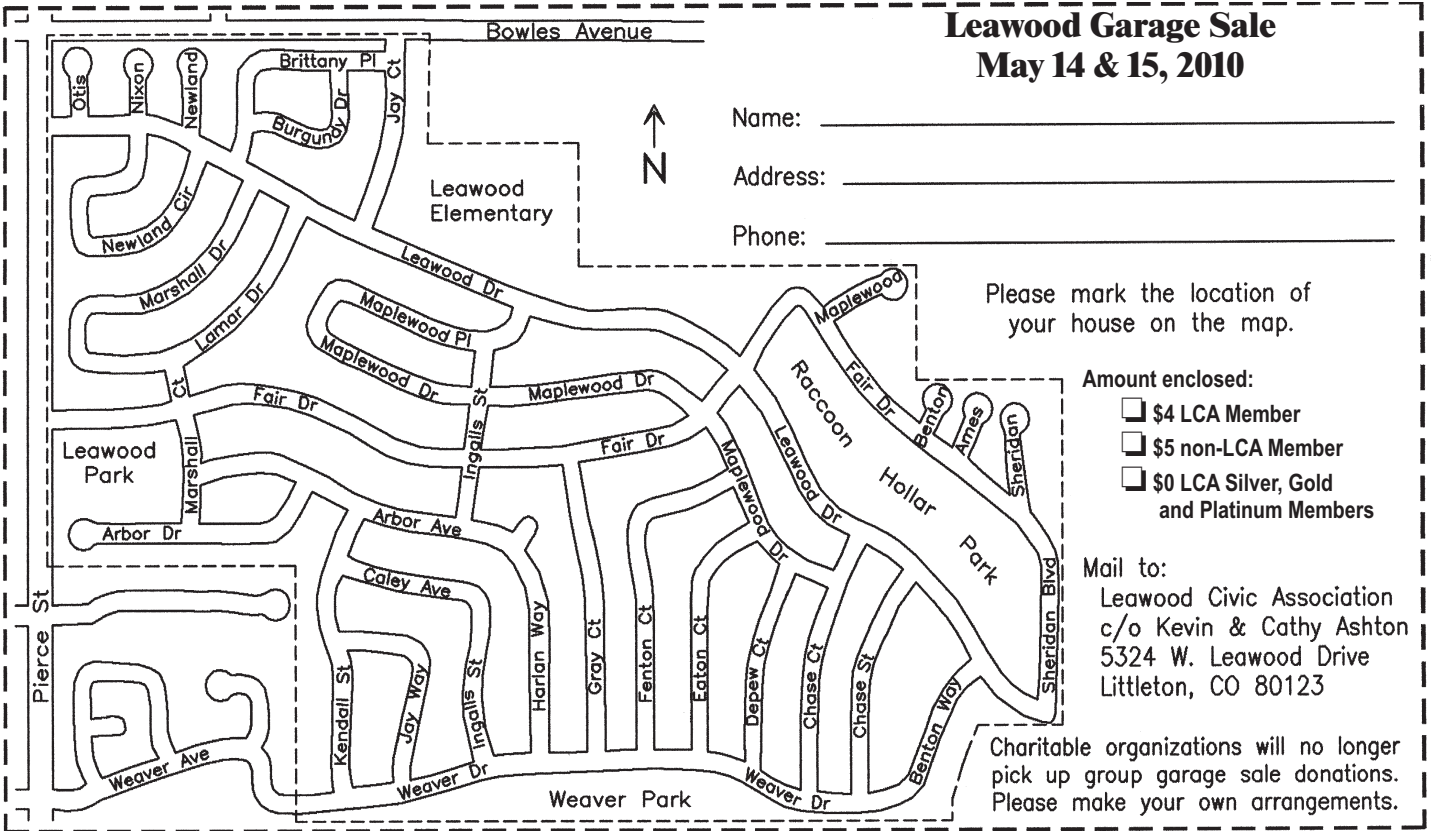 Leawood Garage Sale
May 14 & 15, 2010
Name:
Address:
Phone:
Please mark the location of
your house on the map.
Amount enclosed:
$4 LCA Member
$5 non-LCA Member
$0 LCA Silver, Gold
and Platinum Members
Mail to:
Leawood Civic Association
c/o Kevin & Cathy Ashton
5324 W. Leawood Drive
Littleton, CO 80123
Charitable organizations will no longer
pick up group garage sale donations.
Please make your own arrangements.
N
Bowles Avenue
Otis
Nixon
Newland
Brittany Pl
Burgundy Dr
Jay Ct
Leawood
Elementary
Newland Cir
Marshall Dr
Lamar Dr
Leawood Dr
Maplewood Pl
Maplewood Dr
Maplewood Dr
Ingalls St
Maplewood
Fair Dr
Raccoon
Hollar
Park
Benton
Ames
Sheridan
Marshall Ct
Fair Dr
Fair Dr
Leawood
Park
Maplewood Dr
Leawood Dr
Arbor Dr
Arbor Ave
Caley Ave
Pierce St
Kendall St
Jay Way
Ingalls St
Harlan Way
Gray Ct
Fenton Ct
Eaton Ct
Depew Ct
Chase Ct
Chase St
Benton Way
Sheridan Blvd
Weaver Ave
Weaver Dr
Weaver Park
Weaver Dr